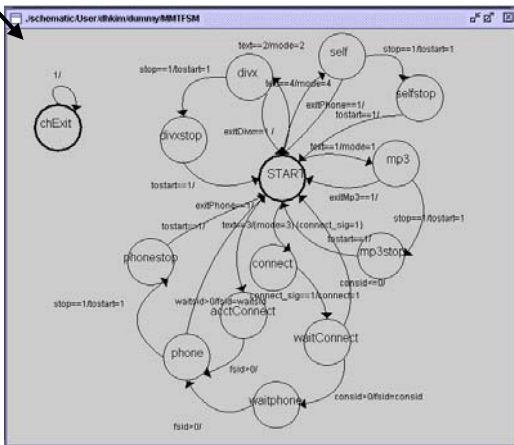 ./schematic/User/dhkim/dummy/MMTFSM
1/
chExit
text==2/mode=2
self
stop==1/tostart=1
divx
stop==1/tostart=1
text==4/mode=4
selfstop
exitPhone==1/
tostart==1/
divxstop
exitDivx==1/
text==1/mode=1
mp3
START
tostart==1/
exitMp3==1/
exitPhone==1/
stop==1/tostart=1
tostart==1/
text==3/(mode=3) (connect_sig=1)
tostart==1/
phonestop
connect
mp3stop
consid<=0/
stop==1/tostart=1
waitsid>0/fsid=waitsid
connect_sig==1/connect=1
acctConnect
waitConnect
phone
fsid>0/
waitphone
consid>0/fsid=consid
fsid>0/